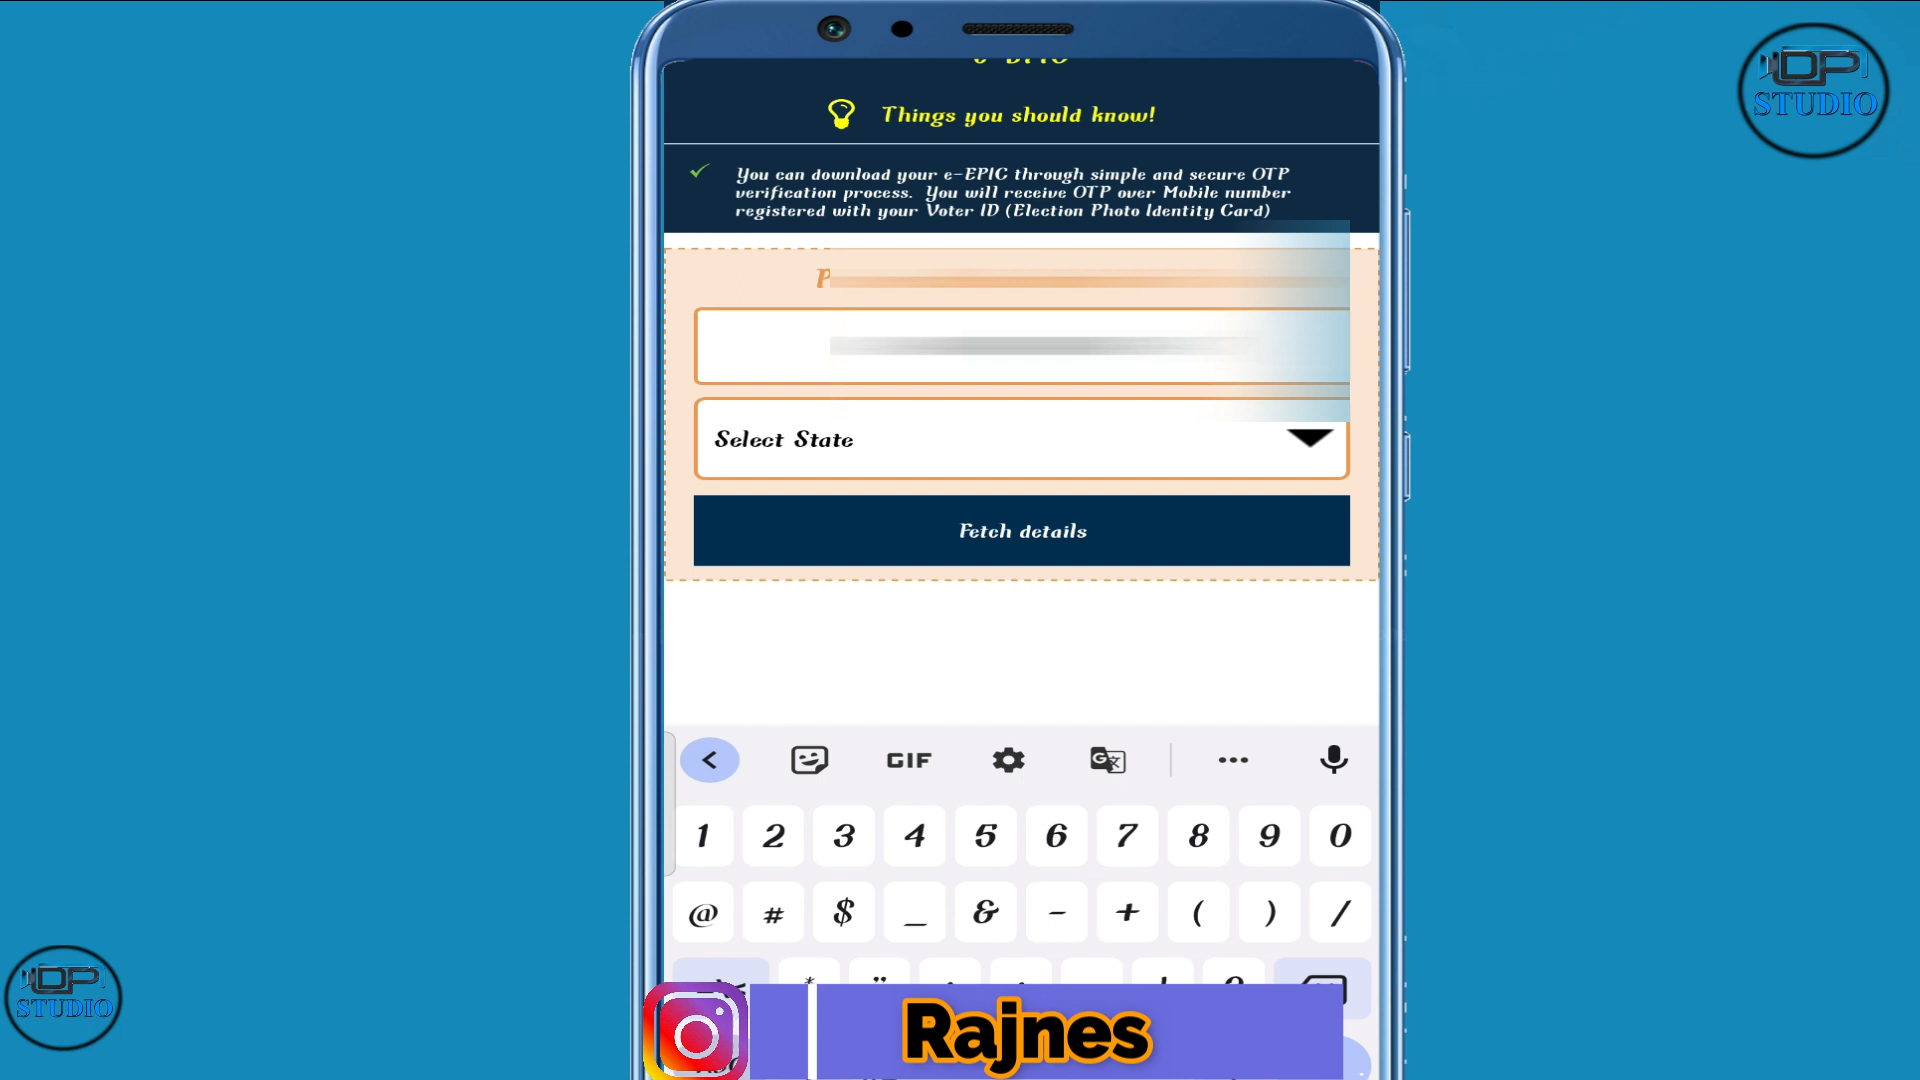 Things you should know!
You can download your e-EPIC through simple and secure OTP
verification process. You will receive OTP over Mobile number
registered with your Voter ID (Election Photo Identity Card)
P
Select State
Fetch details
GIF
1 2 3 4 5 6 7 8 9 0
@ # $ _ & - + ( ) /
Rajnes
DP
STUDIO
DP
STUDIO